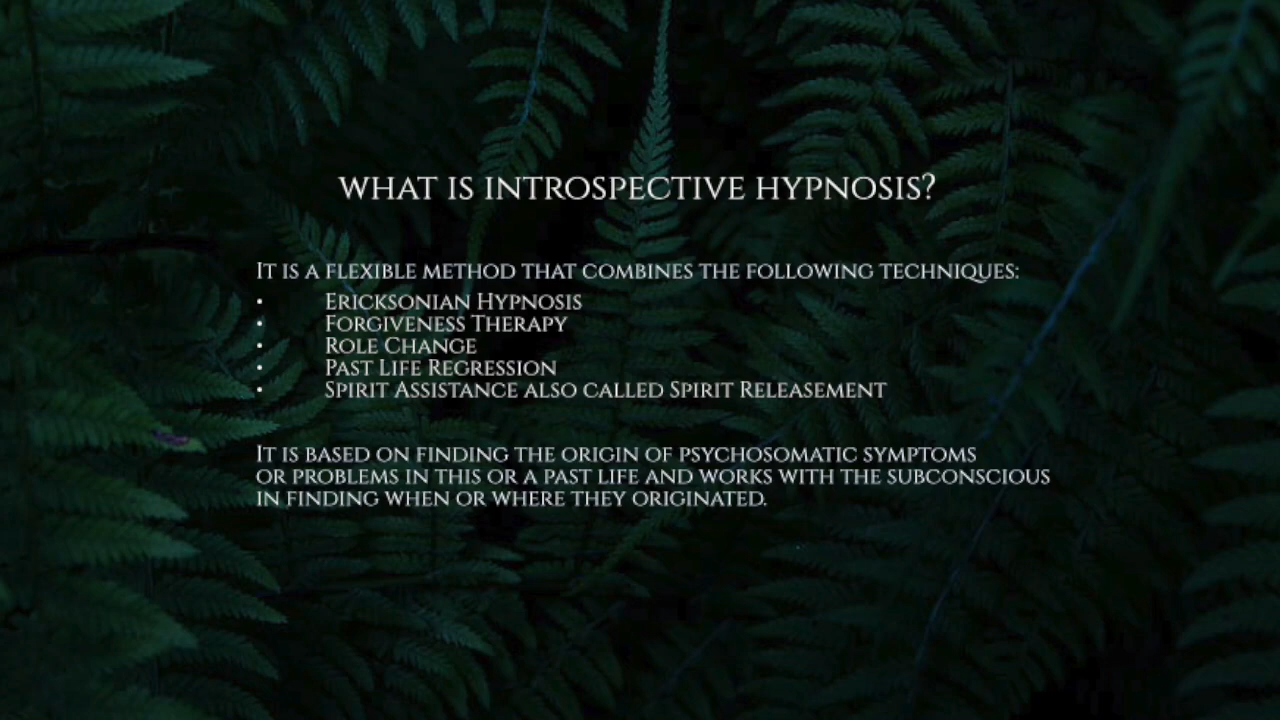 WHAT IS INTROSPECTIVE HYPNOSIS?
It is a flexible method that combines the following techniques:
• Ericksonian Hypnosis
• Forgiveness Therapy
• Role Change
• Past Life Regression
• Spirit Assistance also called Spirit Releasement
It is based on finding the origin of psychosomatic symptoms
or problems in this or a past life and works with the subconscious
in finding when or where they originated.